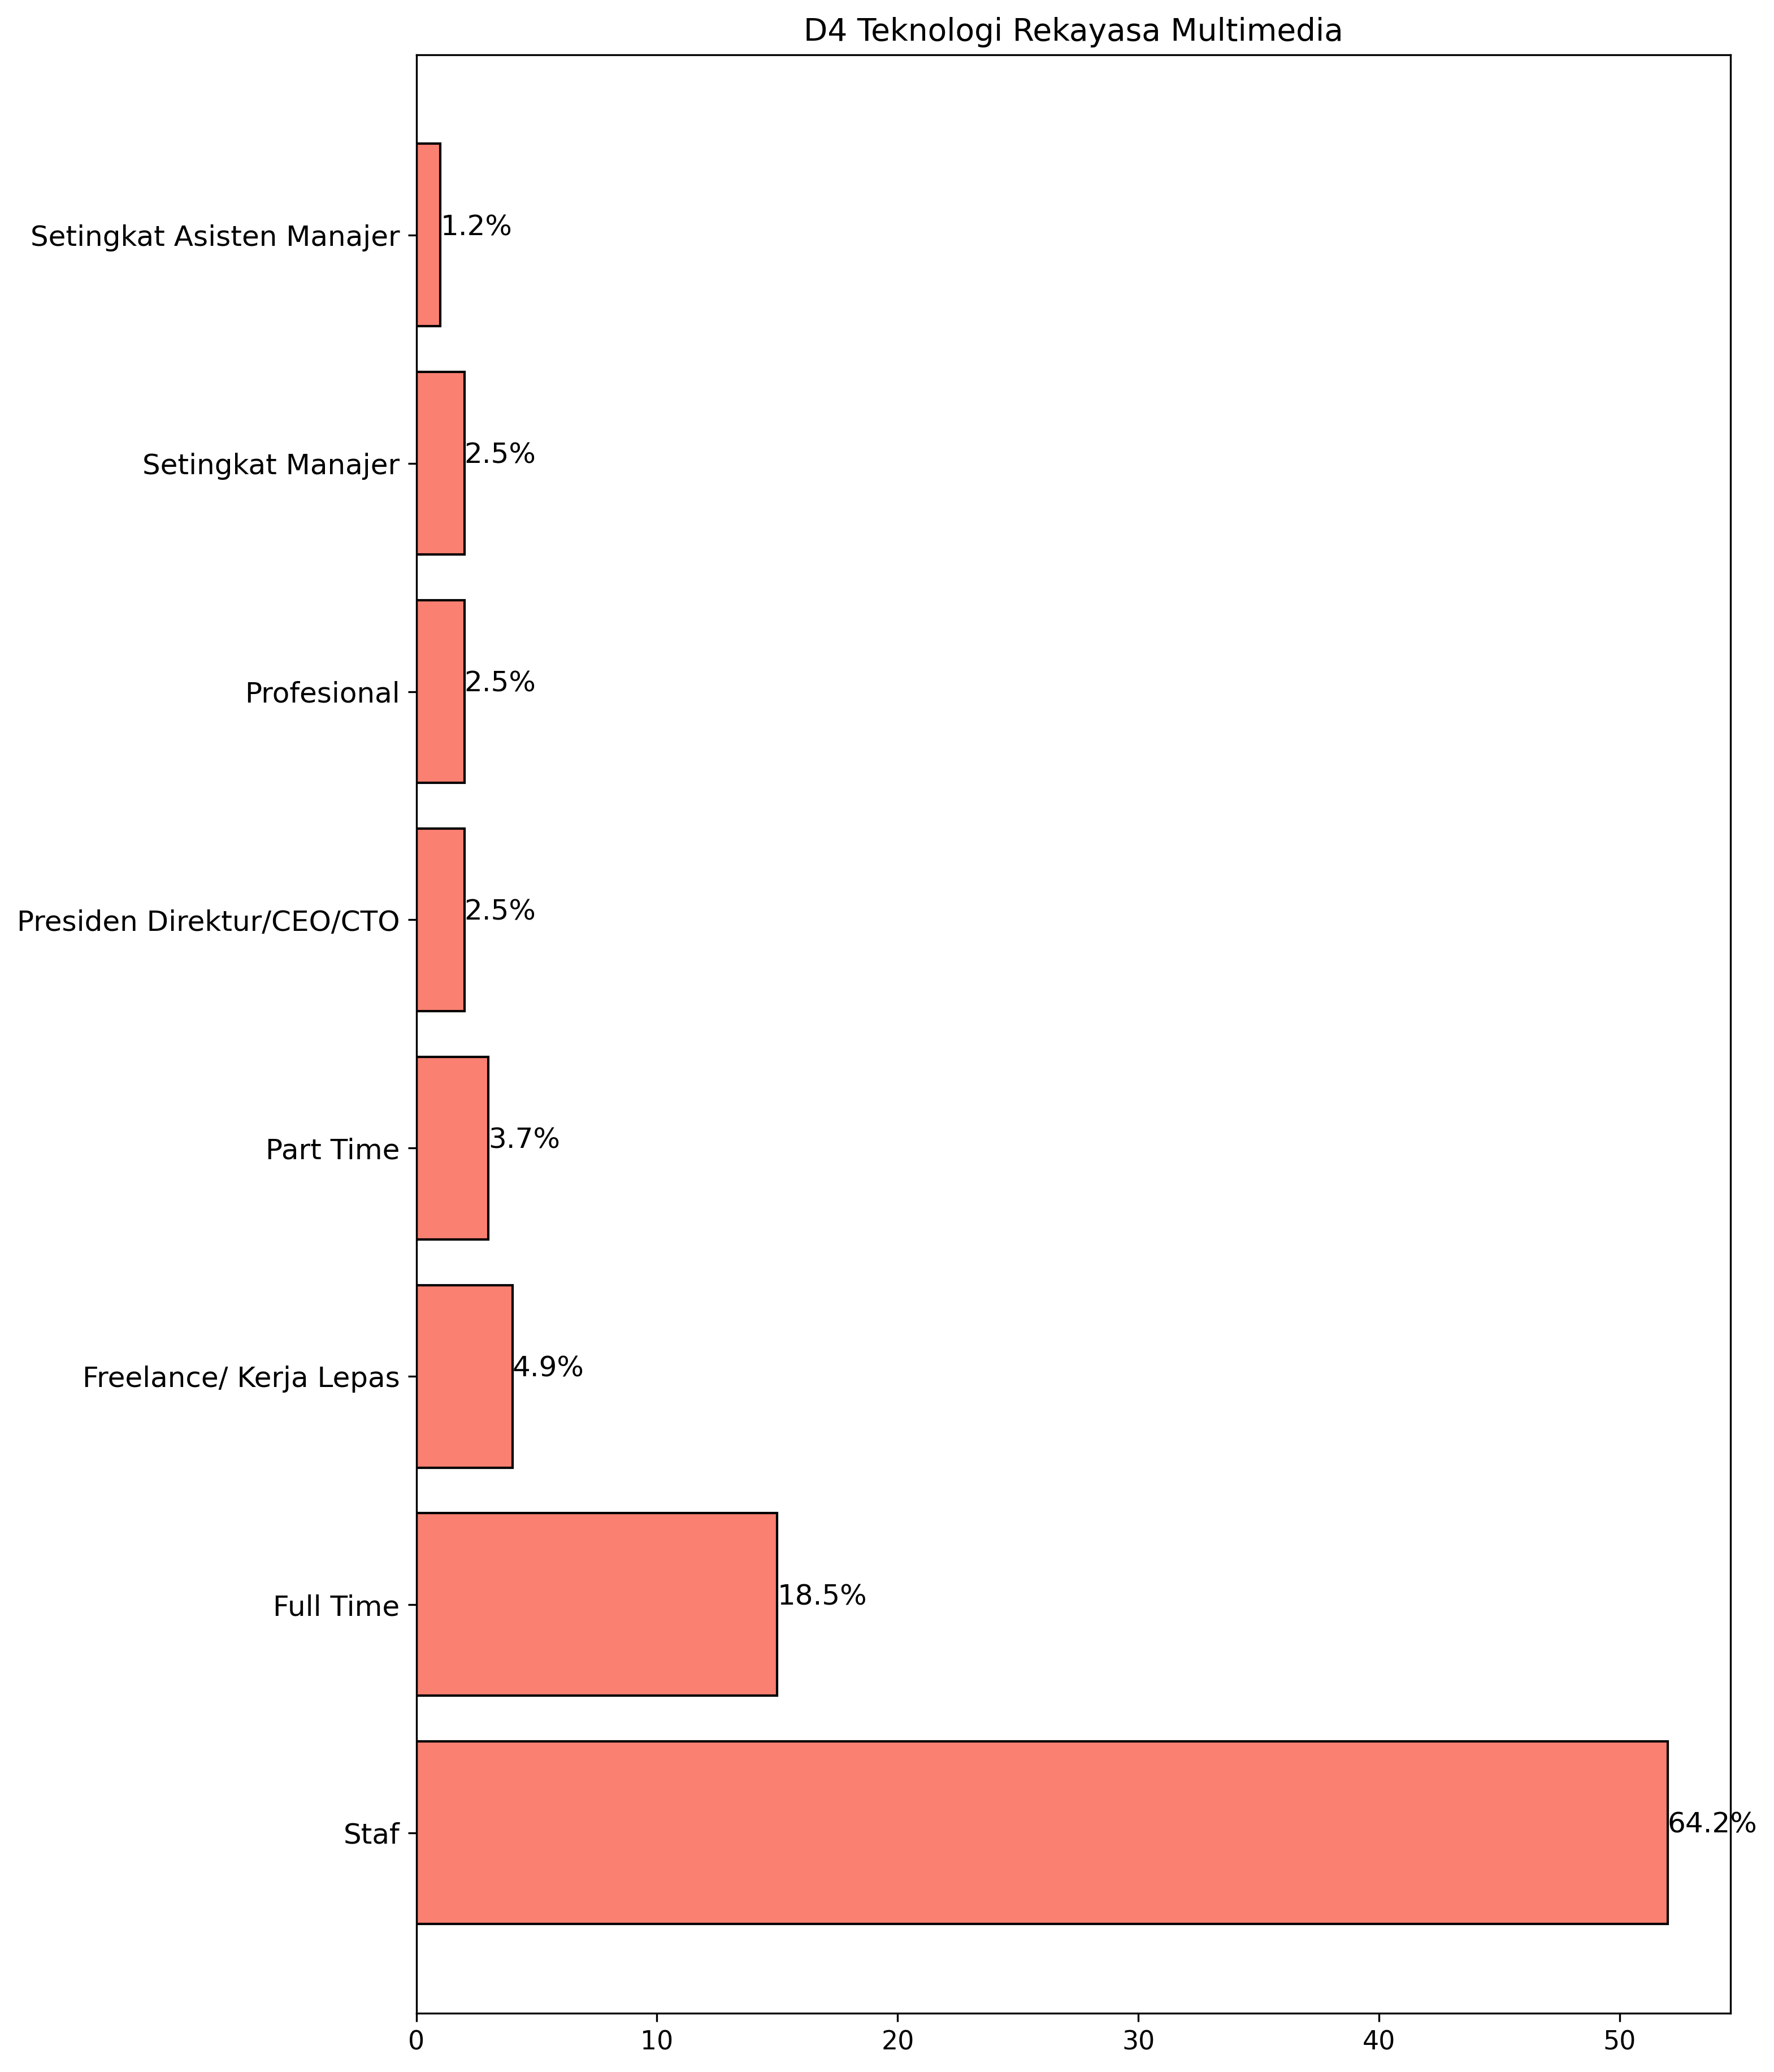 D4 Teknologi Rekayasa Multimedia
Setingkat Asisten Manajer 1.2%
Setingkat Manajer 2.5%
Profesional 2.5%
Presiden Direktur/CEO/CTO 2.5%
Part Time 3.7%
Freelance/ Kerja Lepas 4.9%
Full Time 18.5%
Staf 64.2%
0 10 20 30 40 50